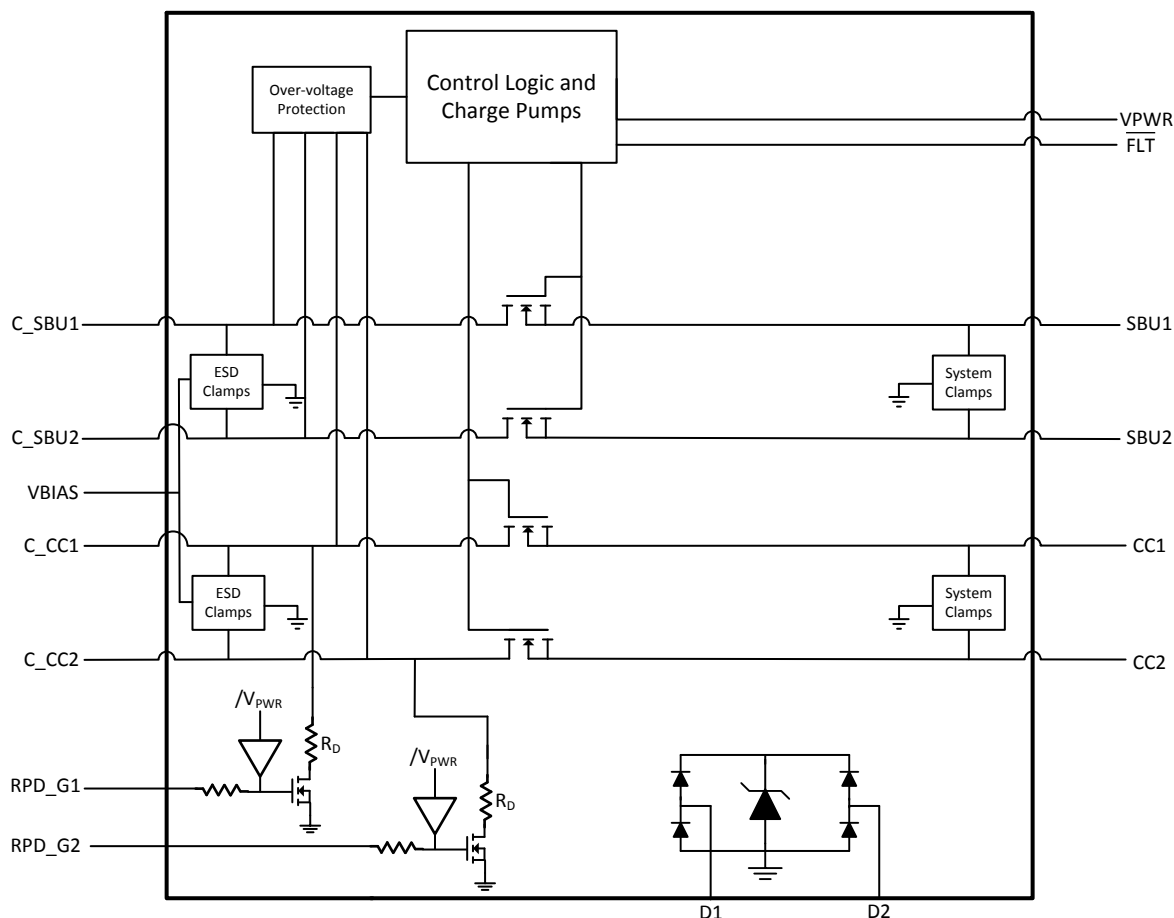 Control Logic and
Charge Pumps
Over-voltage
Protection
VPWR
FLT
C_SBU1
SBU1
ESD
Clamps
System
Clamps
C_SBU2
SBU2
VBIAS
C_CC1
CC1
ESD
Clamps
System
Clamps
C_CC2
CC2
/VPWR
RD
/VPWR
RPD_G1
RD
RPD_G2
D1
D2